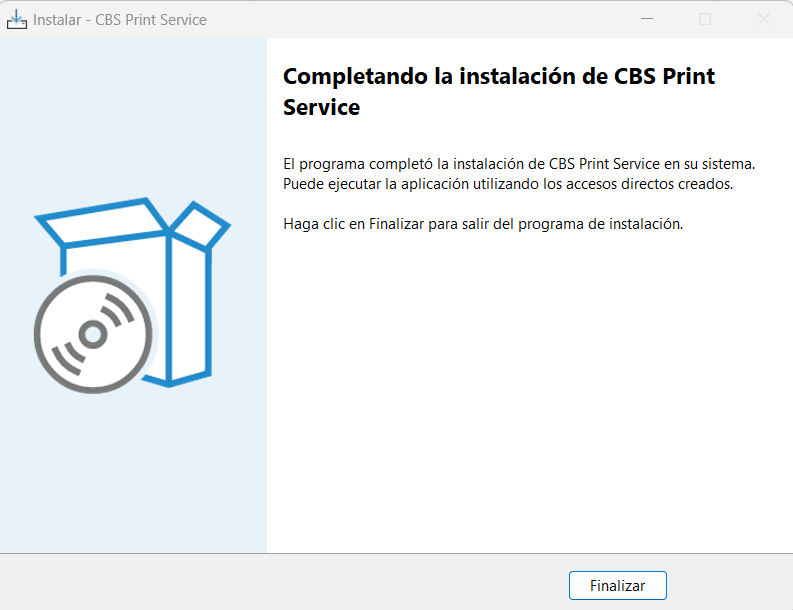 Instalar - CBS Print Service
Completando la instalación de CBS Print
Service
El programa completó la instalación de CBS Print Service en su sistema.
Puede ejecutar la aplicación utilizando los accesos directos creados.
Haga clic en Finalizar para salir del programa de instalación.
Finalizar